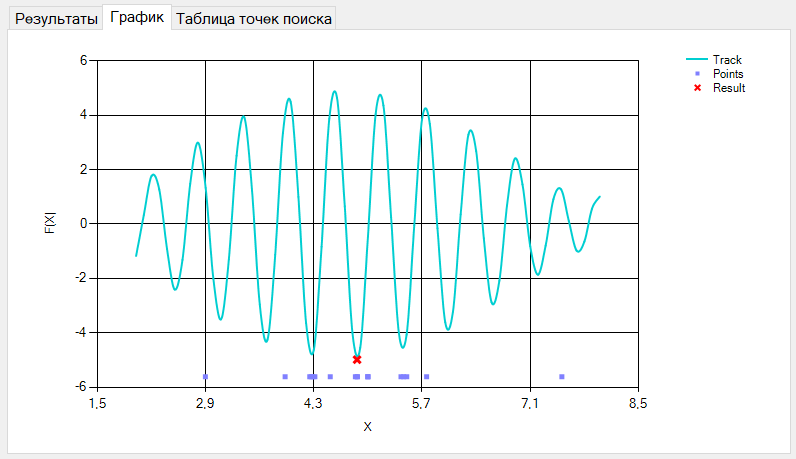 Результаты График Таблица точек поиска
6
4
2
0
-2
-4
-6
F(X|
1,5 2,9 4,3 5,7 7,1 8,5
X
Track
Points
Result